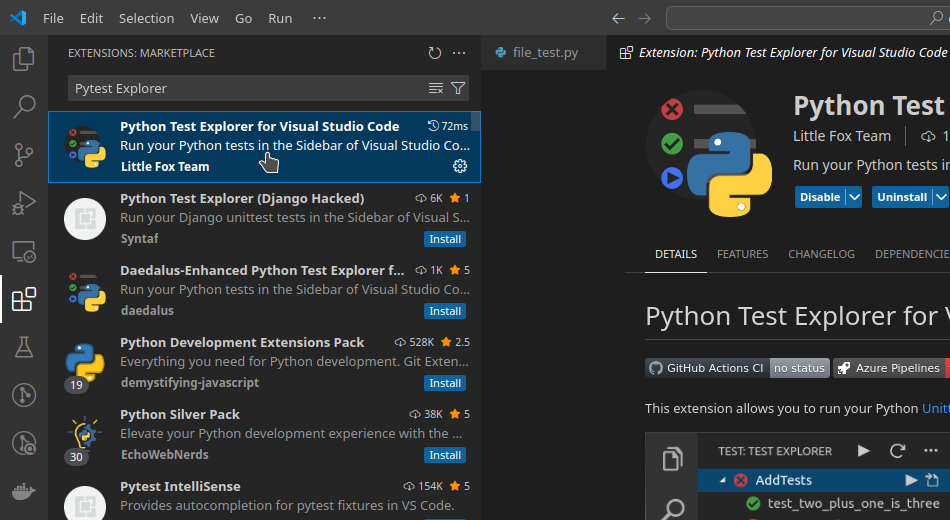 File Edit Selection View Go Run ···
EXTENSIONS: MARKETPLACE
Pytest Explorer
Python Test Explorer for Visual Studio Code 72ms
Run your Python tests in the Sidebar of Visual Studio Co...
Little Fox Team
Python Test Explorer (Django Hacked) 6K 1
Run your Django unittest tests in the Sidebar of Visual S...
Syntaf Install
Daedalus-Enhanced Python Test Explorer f... 1K 5
Run your Python tests in the Sidebar of Visual Studio Co...
daedalus Install
Python Development Extensions Pack 528K 2.5
Everything you need for Python development. Git Exten...
19
demystifying-javascript Install
Python Silver Pack 38K 5
Elevate your Python development experience with the ...
30
EchoWebNerds Install
Pytest IntelliSense 154K 5
Provides autocompletion for pytest fixtures in VS Code.
file_test.py
Extension: Python Test Explorer for Visual Studio Code
Python Test
Little Fox Team 1
Run your Python tests in
Disable Uninstall
DETAILS FEATURES CHANGELOG DEPENDENCIE
Python Test Explorer for V
GitHub Actions CI no status Azure Pipelines
This extension allows you to run your Python Unitt
TEST: TEST EXPLORER ···
AddTests
test_two_plus_one_is_three